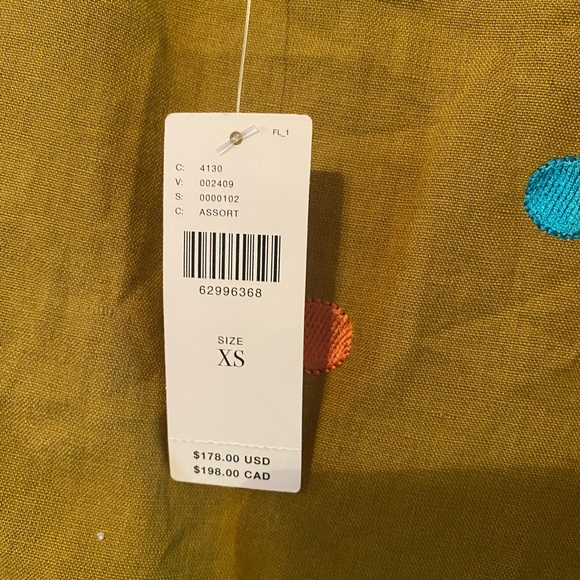 FL_1
C: 4130
V: 002409
S: 0000102
C: ASSORT
62996368
SIZE
XS
$178.00 USD
$198.00 CAD